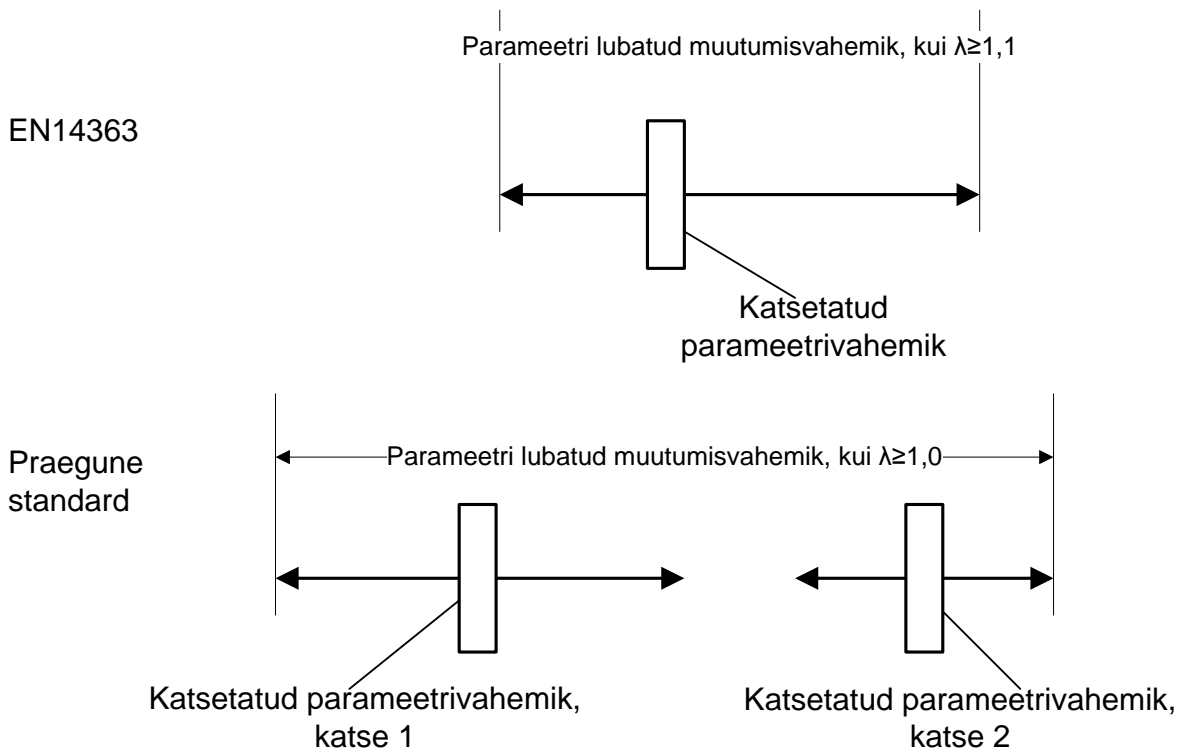 Parameetri lubatud muutumisvahemik, kui λ≥1,1
EN14363
Katsetatud
parameetrivahemik
Praegune
standard
Parameetri lubatud muutumisvahemik, kui λ≥1,0
Katsetatud parameetrivahemik,
katse 1
Katsetatud parameetrivahemik,
katse 2